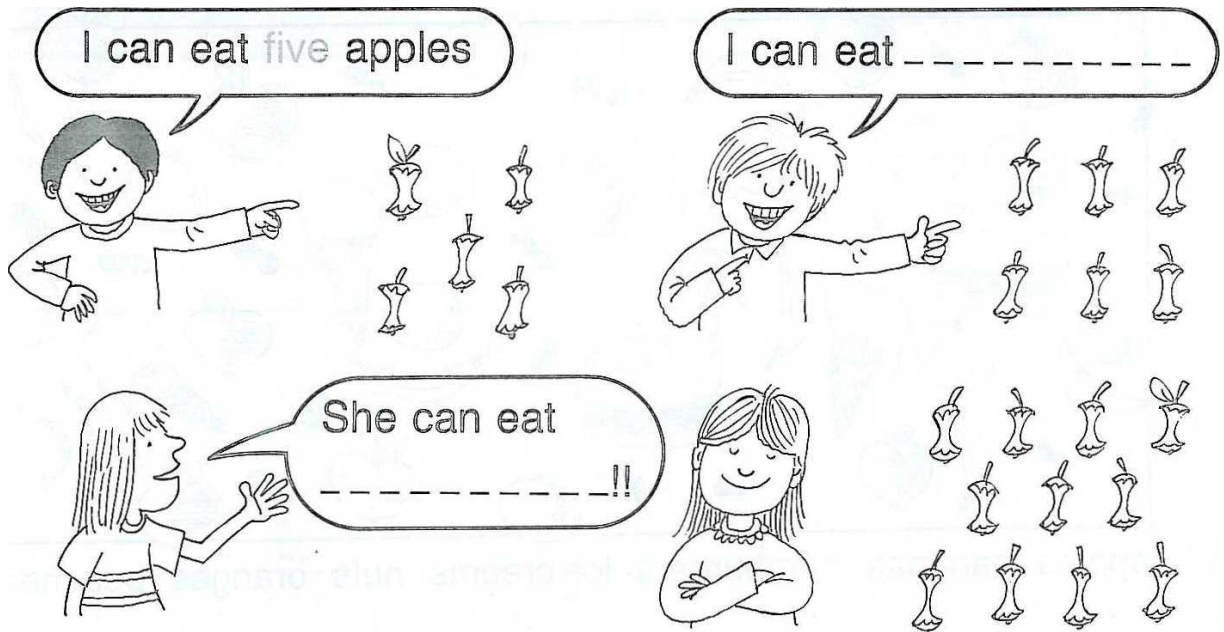 I can eat five apples
I can eat _ _ _ _ _ _ _ _ _ _ _
She can eat
_ _ _ _ _ _ _ _ _ _ _ _!!